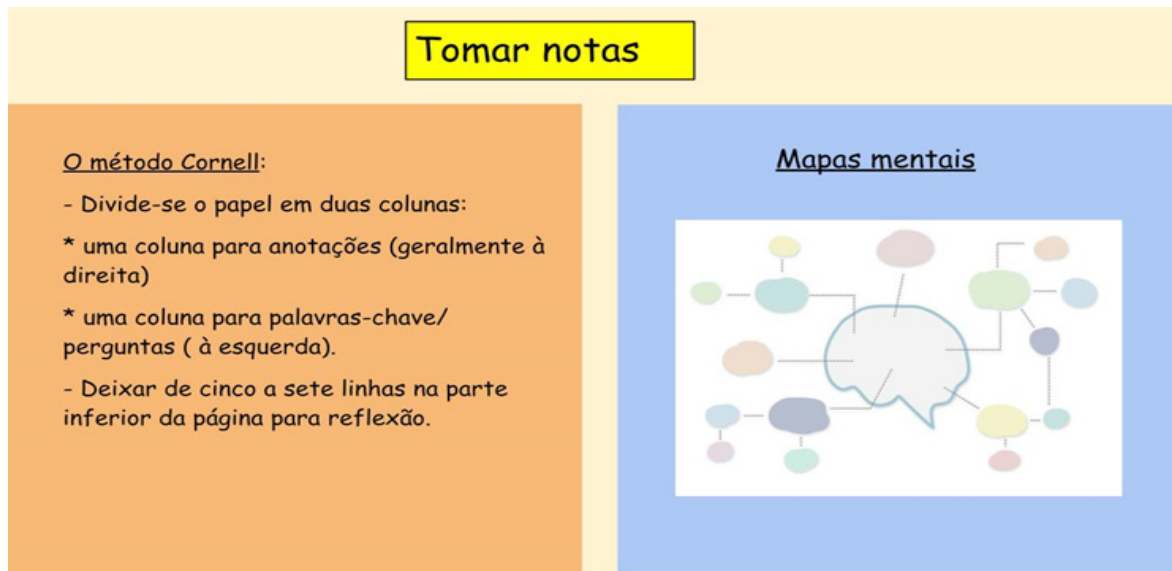 Tomar notas
O método Cornell:
- Divide-se o papel em duas colunas:
* uma coluna para anotações (geralmente à
direita)
* uma coluna para palavras-chave/
perguntas ( à esquerda).
- Deixar de cinco a sete linhas na parte
inferior da página para reflexão.
Mapas mentais